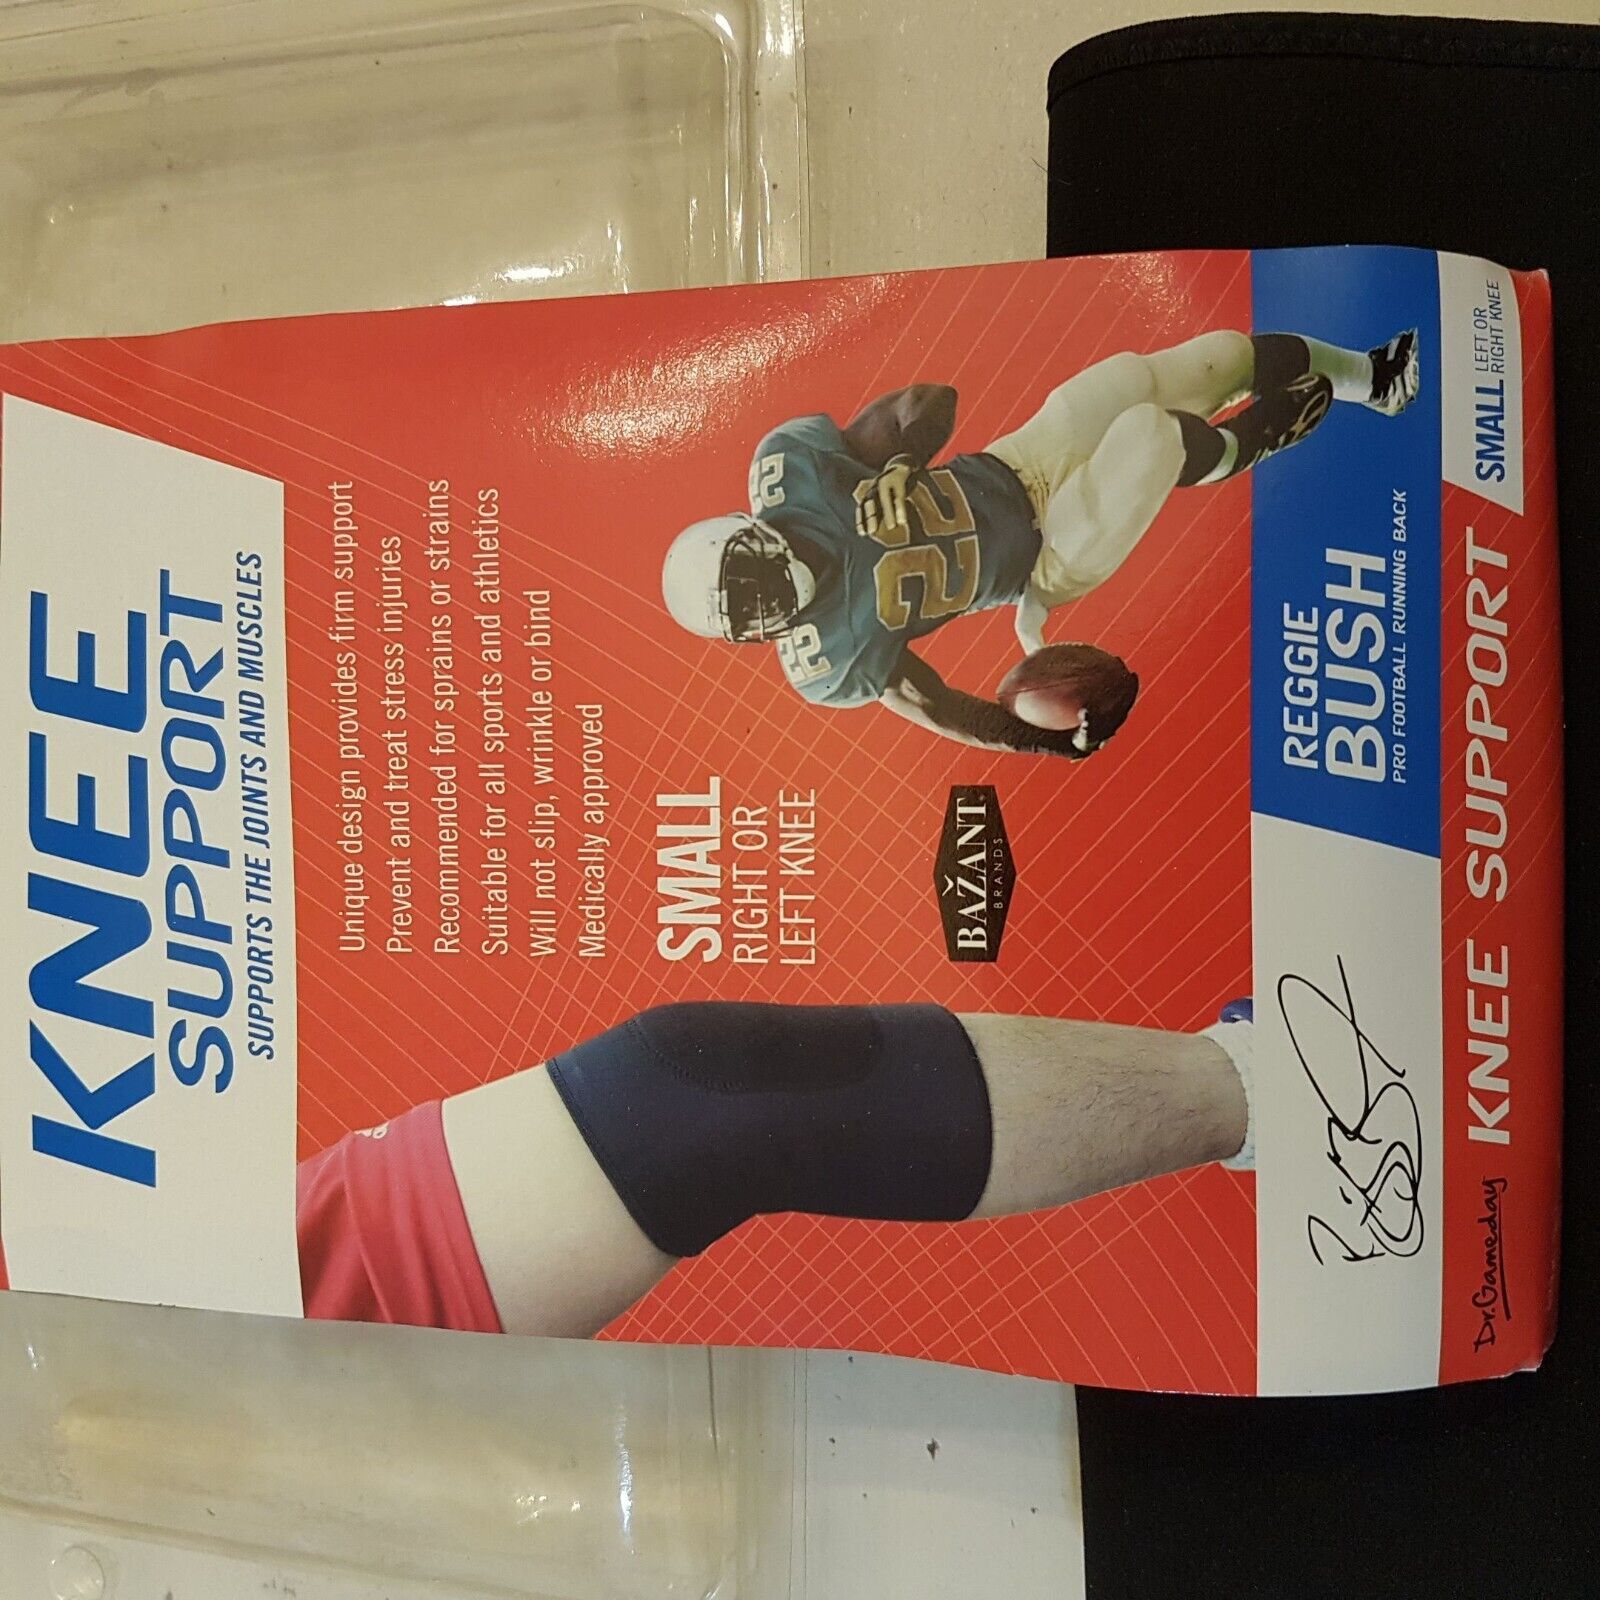 KNEE
SUPPORT
SUPPORTS THE JOINTS AND MUSCLES
Unique design provides firm support
Prevent and treat stress injuries
Recommended for sprains or strains
Suitable for all sports and athletics
Will not slip, wrinkle or bind
Medically approved
SMALL
RIGHT OR
LEFT KNEE
BAŽANT
BRANDS
22
22
22
REGGIE
BUSH
PRO FOOTBALL RUNNING BACK
Dr.Gameday
KNEE SUPPORT
SMALL
LEFT OR
RIGHT KNEE